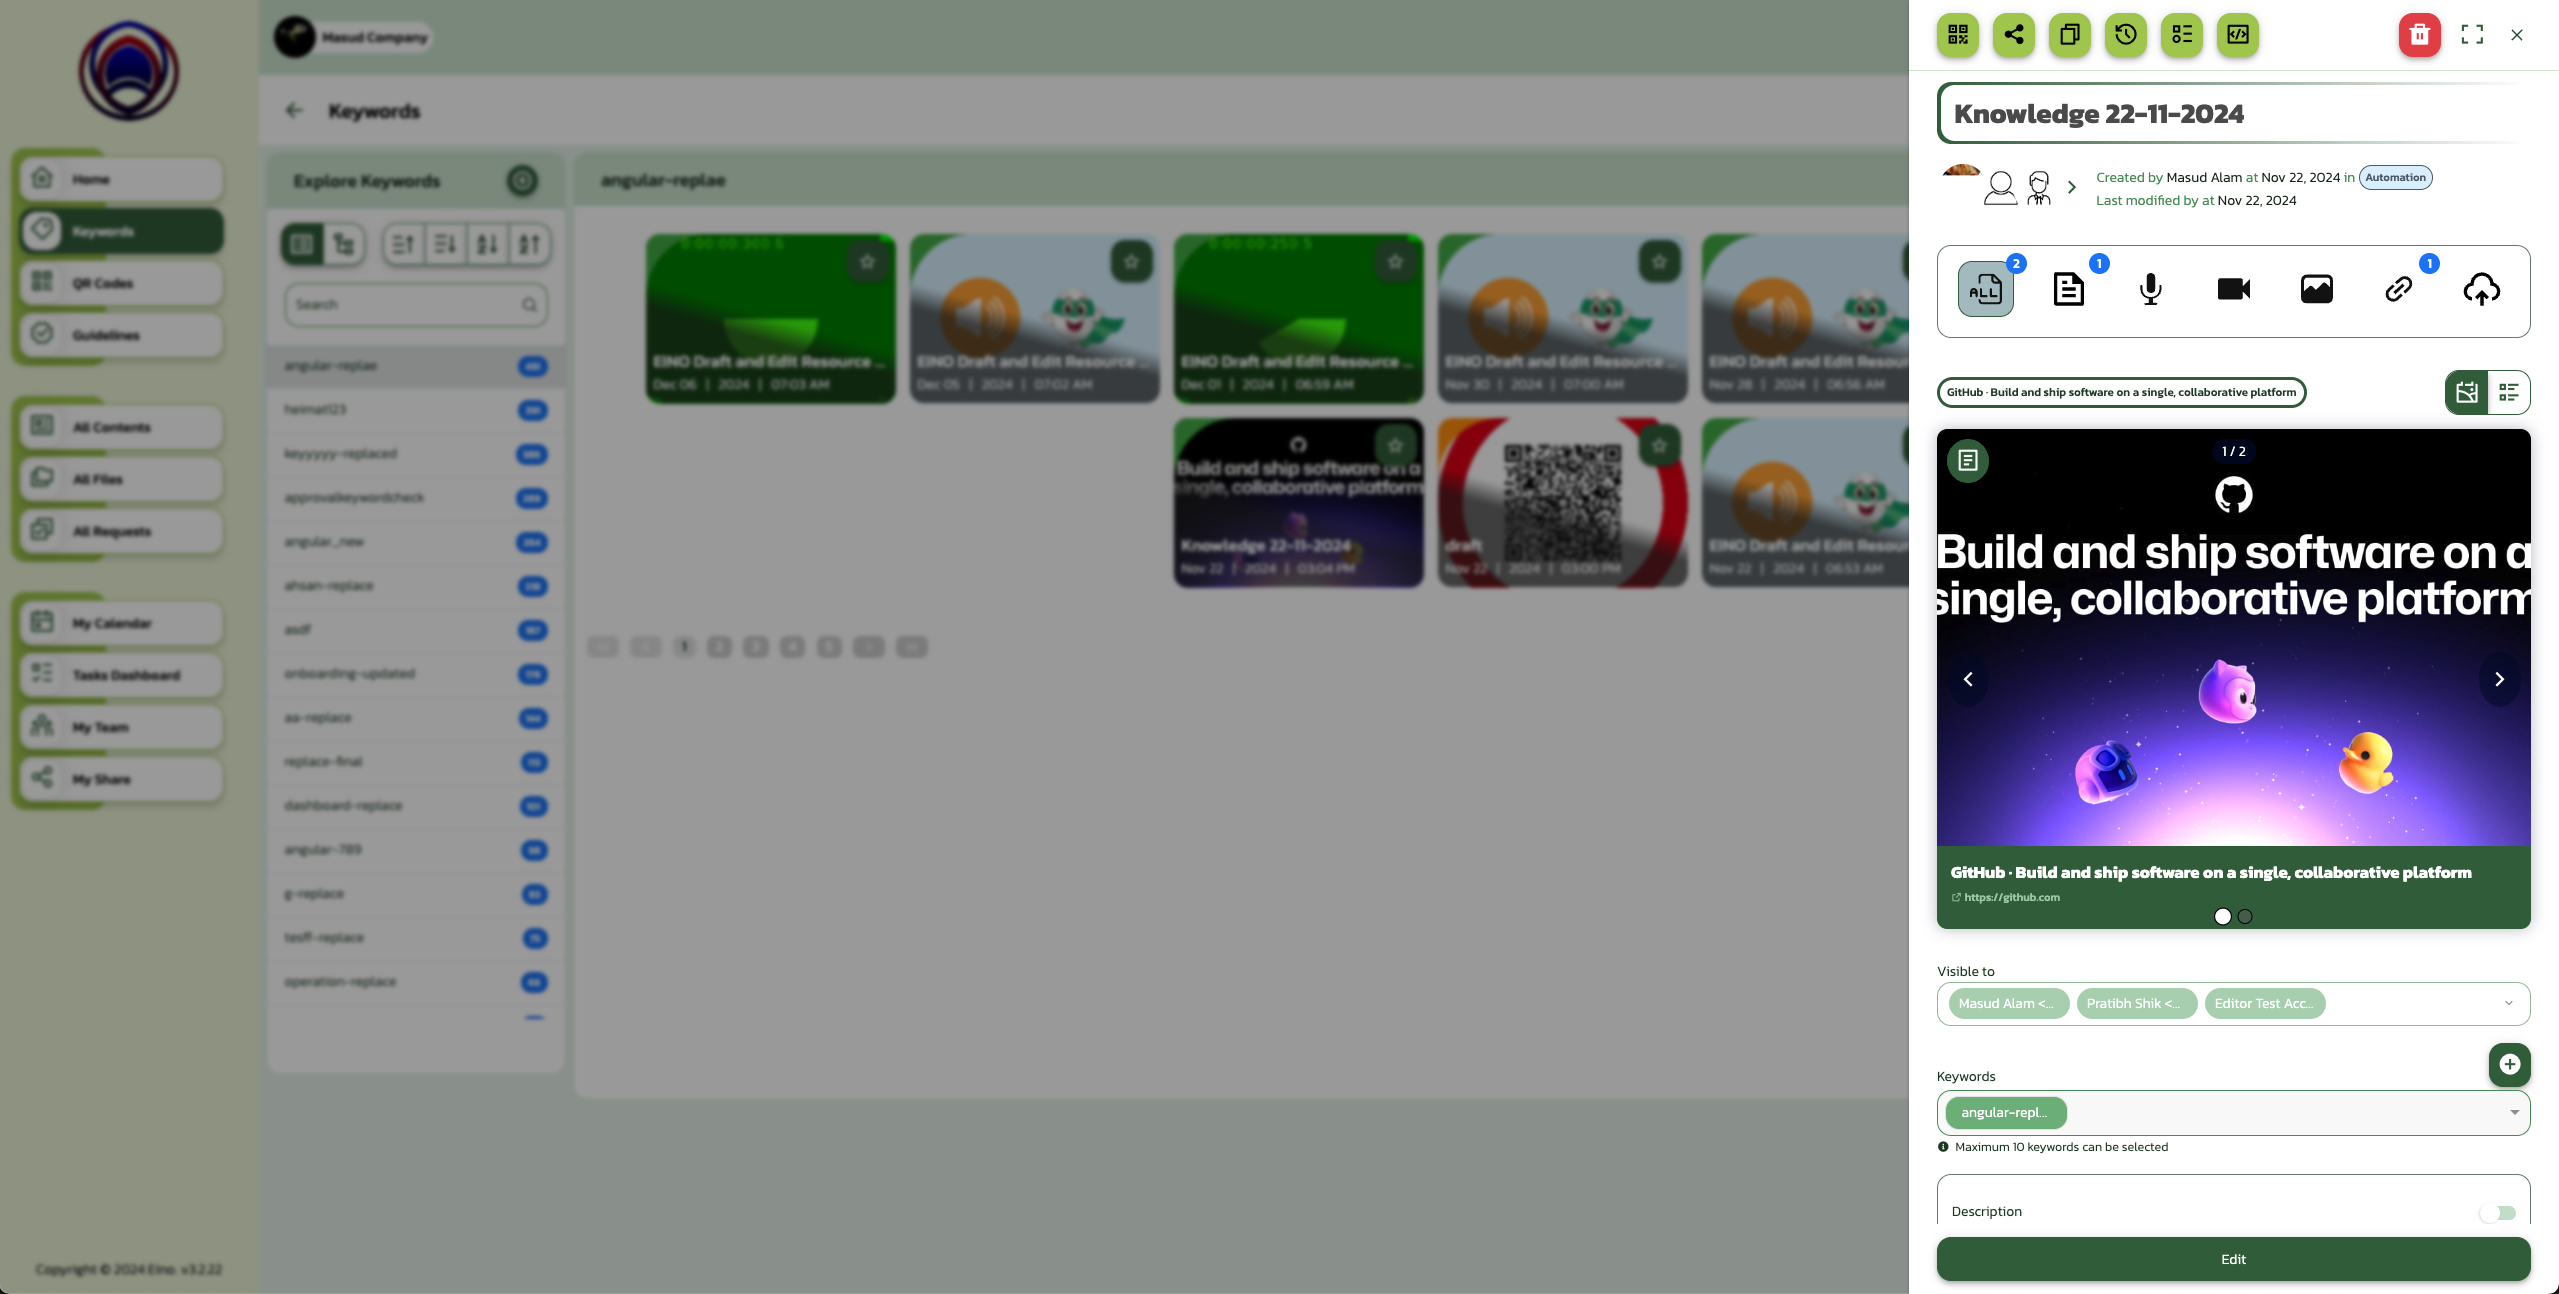 Masud Company
Keywords
Home
Keywords
QR Codes
Guidelines
All Contents
All Files
All Requests
My Calendar
Tasks Dashboard
My Team
My Share
Copyright © 2024 Eino. v3.2.22
Explore Keywords
Search
angular-replae
heimat123
keyyyyy-replaced
approvalkeywordcheck
angular_new
ahsan-replace
asdf
onboarding-updated
aa-replace
replace-final
dashboard-replace
angular-789
g-replace
tesff-replace
operation-replace
angular-replae
EINO Draft and Edit Resource ...
Dec 06 | 2024 | 07:03 AM
EINO Draft and Edit Resource ...
Dec 05 | 2024 | 07:02 AM
EINO Draft and Edit Resource ...
Dec 01 | 2024 | 06:59 AM
EINO Draft and Edit Resource ...
Nov 30 | 2024 | 07:00 AM
EINO Draft and Edit Resour
Nov 28 | 2024 | 06:56 AM
Build and ship software on a
single, collaborative platform
Knowledge 22-11-2024
Nov 22 | 2024 | 03:04 PM
draft
Nov 22 | 2024 | 03:00 PM
EINO Draft and Edit Resour
Nov 22 | 2024 | 06:53 AM
1 2 3 4 5
Knowledge 22-11-2024
Created by Masud Alam at Nov 22, 2024 in Automation
Last modified by at Nov 22, 2024
2
1
1
ALL
GitHub · Build and ship software on a single, collaborative platform
1 / 2
Build and ship software on a
single, collaborative platform
GitHub · Build and ship software on a single, collaborative platform
https://github.com
Visible to
Masud Alam <...
Pratibh Shik <...
Editor Test Acc...
Keywords
angular-repl...
Maximum 10 keywords can be selected
Description
Edit